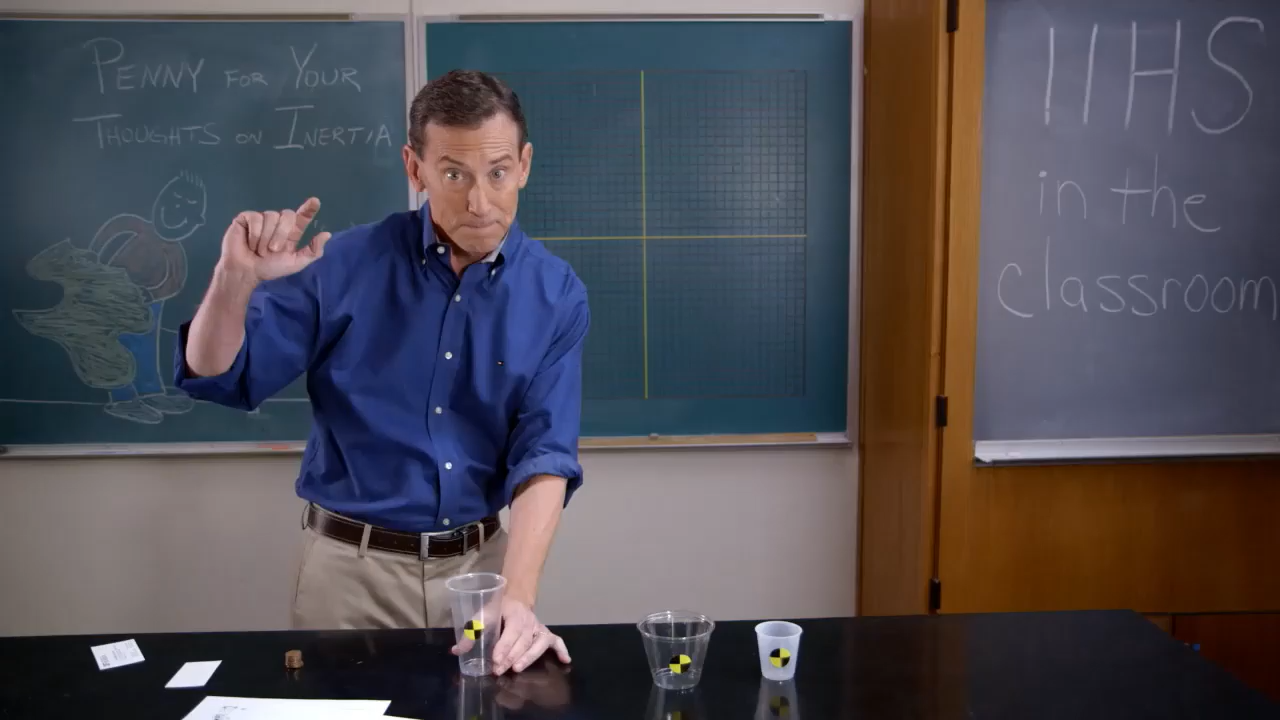 PENNY FOR YOUR
THOUGHTS ON INERTIA
IIHS
in the
classroom